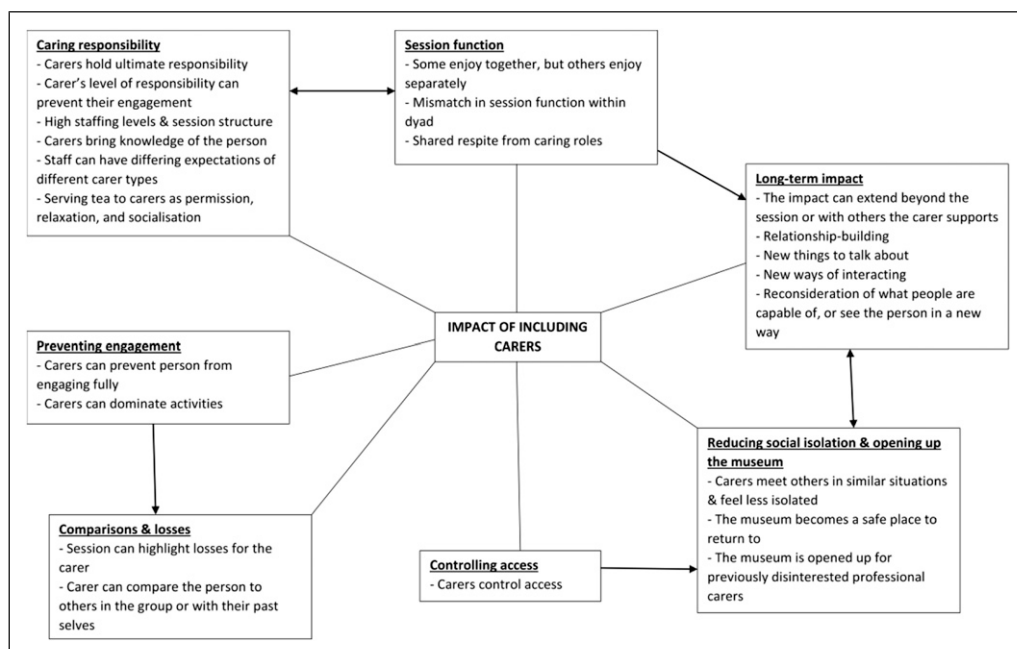 Caring responsibility
- Carers hold ultimate responsibility
- Carer's level of responsibility can
prevent their engagement
- High staffing levels & session structure
- Carers bring knowledge of the person
- Staff can have differing expectations of
different carer types
- Serving tea to carers as permission,
relaxation, and socialisation
Session function
- Some enjoy together, but others enjoy
separately
- Mismatch in session function within
dyad
- Shared respite from caring roles
Long-term impact
- The impact can extend beyond the
session or with others the carer supports
- Relationship-building
- New things to talk about
- New ways of interacting
- Reconsideration of what people are
capable of, or see the person in a new
way
IMPACT OF INCLUDING
CARERS
Preventing engagement
- Carers can prevent person from
engaging fully
- Carers can dominate activities
Reducing social isolation & opening up
the museum
- Carers meet others in similar situations
& feel less isolated
- The museum becomes a safe place to
return to
- The museum is opened up for
previously disinterested professional
carers
Comparisons & losses
- Session can highlight losses for the
carer
- Carer can compare the person to
others in the group or with their past
selves
Controlling access
- Carers control access